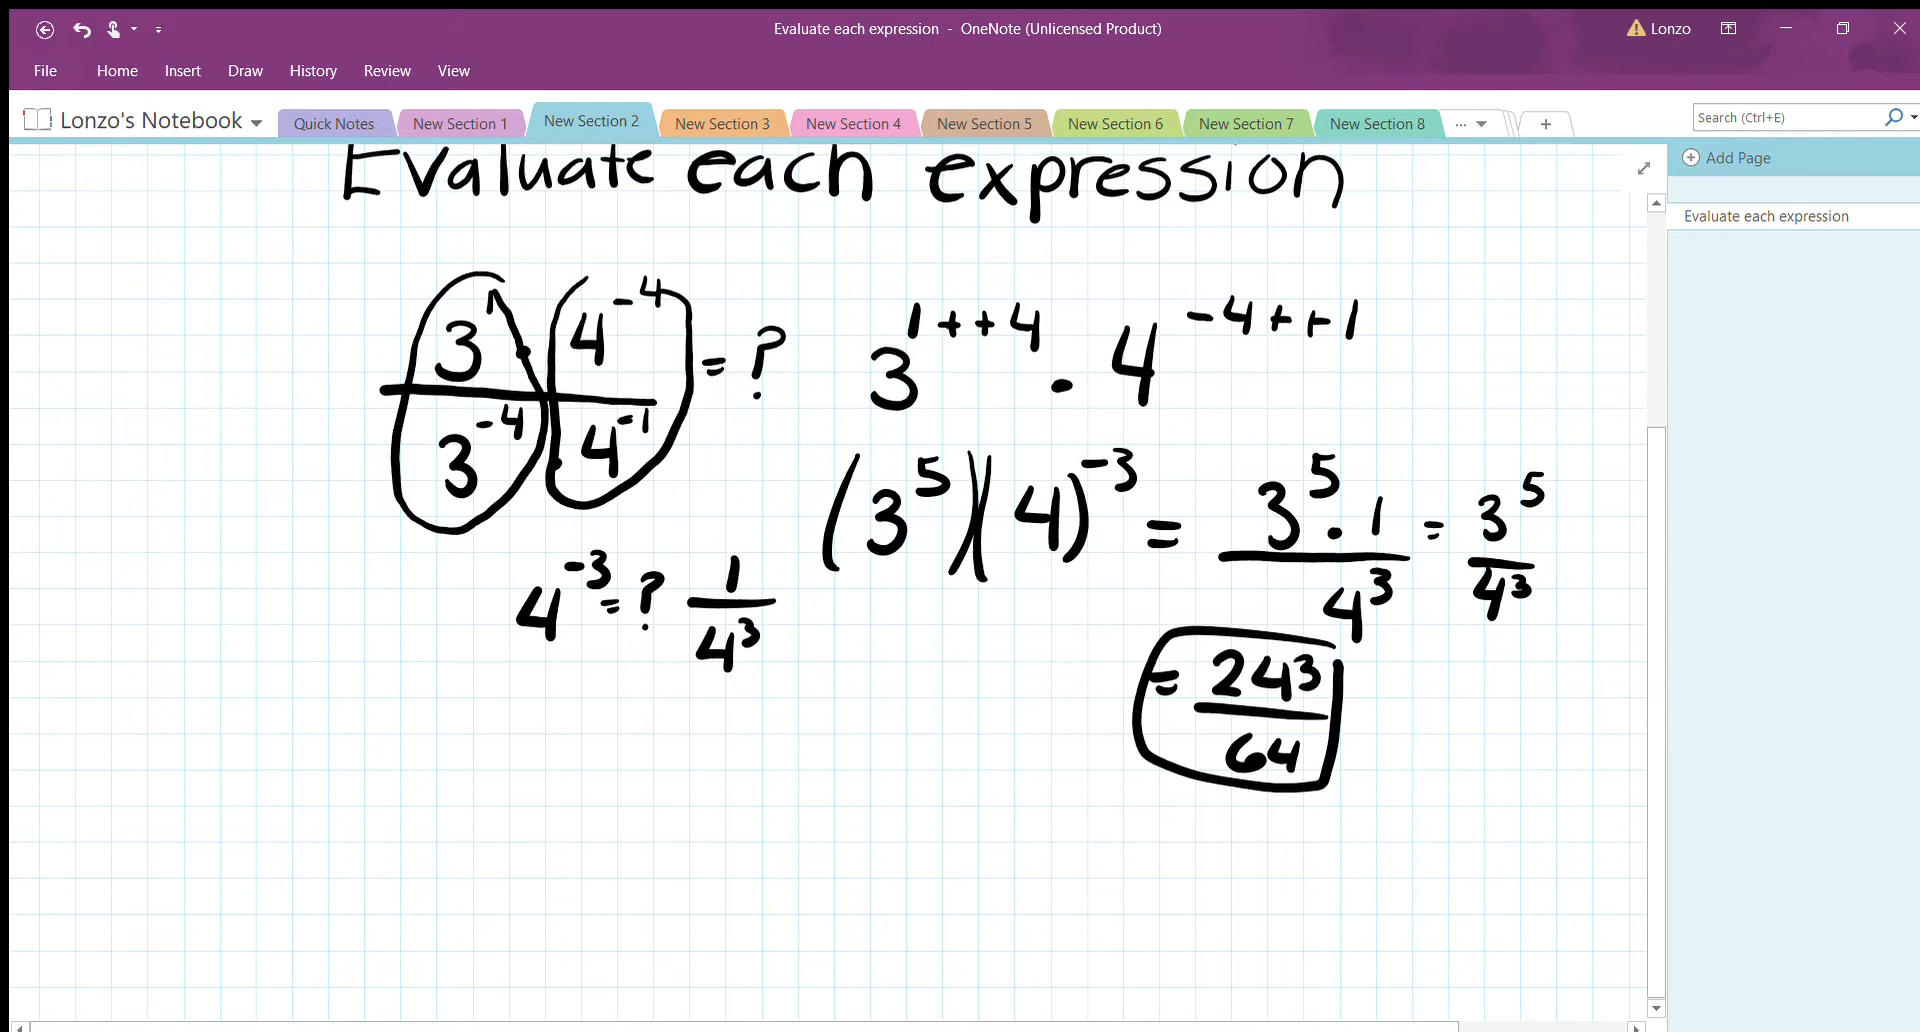 Evaluate each expression - OneNote (Unlicensed Product)
Lonzo
File Home Insert Draw History Review View
Lonzo's Notebook
Quick Notes New Section 1 New Section 2 New Section 3 New Section 4 New Section 5 New Section 6 New Section 7 New Section 8 ... +
Search (Ctrl+E)
Add Page
Evaluate each expression
Evaluate each expression
3^1 · 4^-4 / 3^-4 · 4^-1 = ?
3^1++4 · 4^-4++1
(3^5)(4)^-3 = 3^5 · 1 / 4^3 = 3^5 / 4^3
4^-3 = ? 1 / 4^3
= 243 / 64